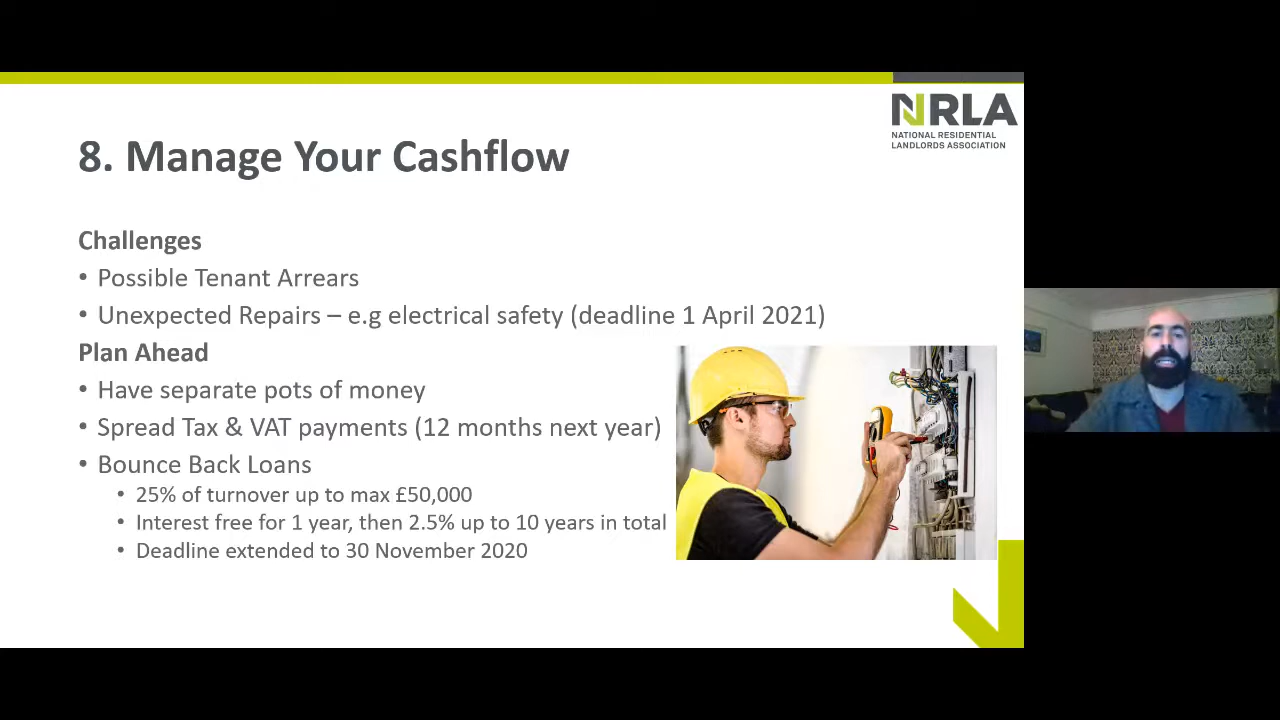 NRLA
NATIONAL RESIDENTIAL
LANDLORDS ASSOCIATION
8. Manage Your Cashflow
Challenges
• Possible Tenant Arrears
• Unexpected Repairs – e.g electrical safety (deadline 1 April 2021)
Plan Ahead
• Have separate pots of money
• Spread Tax & VAT payments (12 months next year)
• Bounce Back Loans
• 25% of turnover up to max £50,000
• Interest free for 1 year, then 2.5% up to 10 years in total
• Deadline extended to 30 November 2020